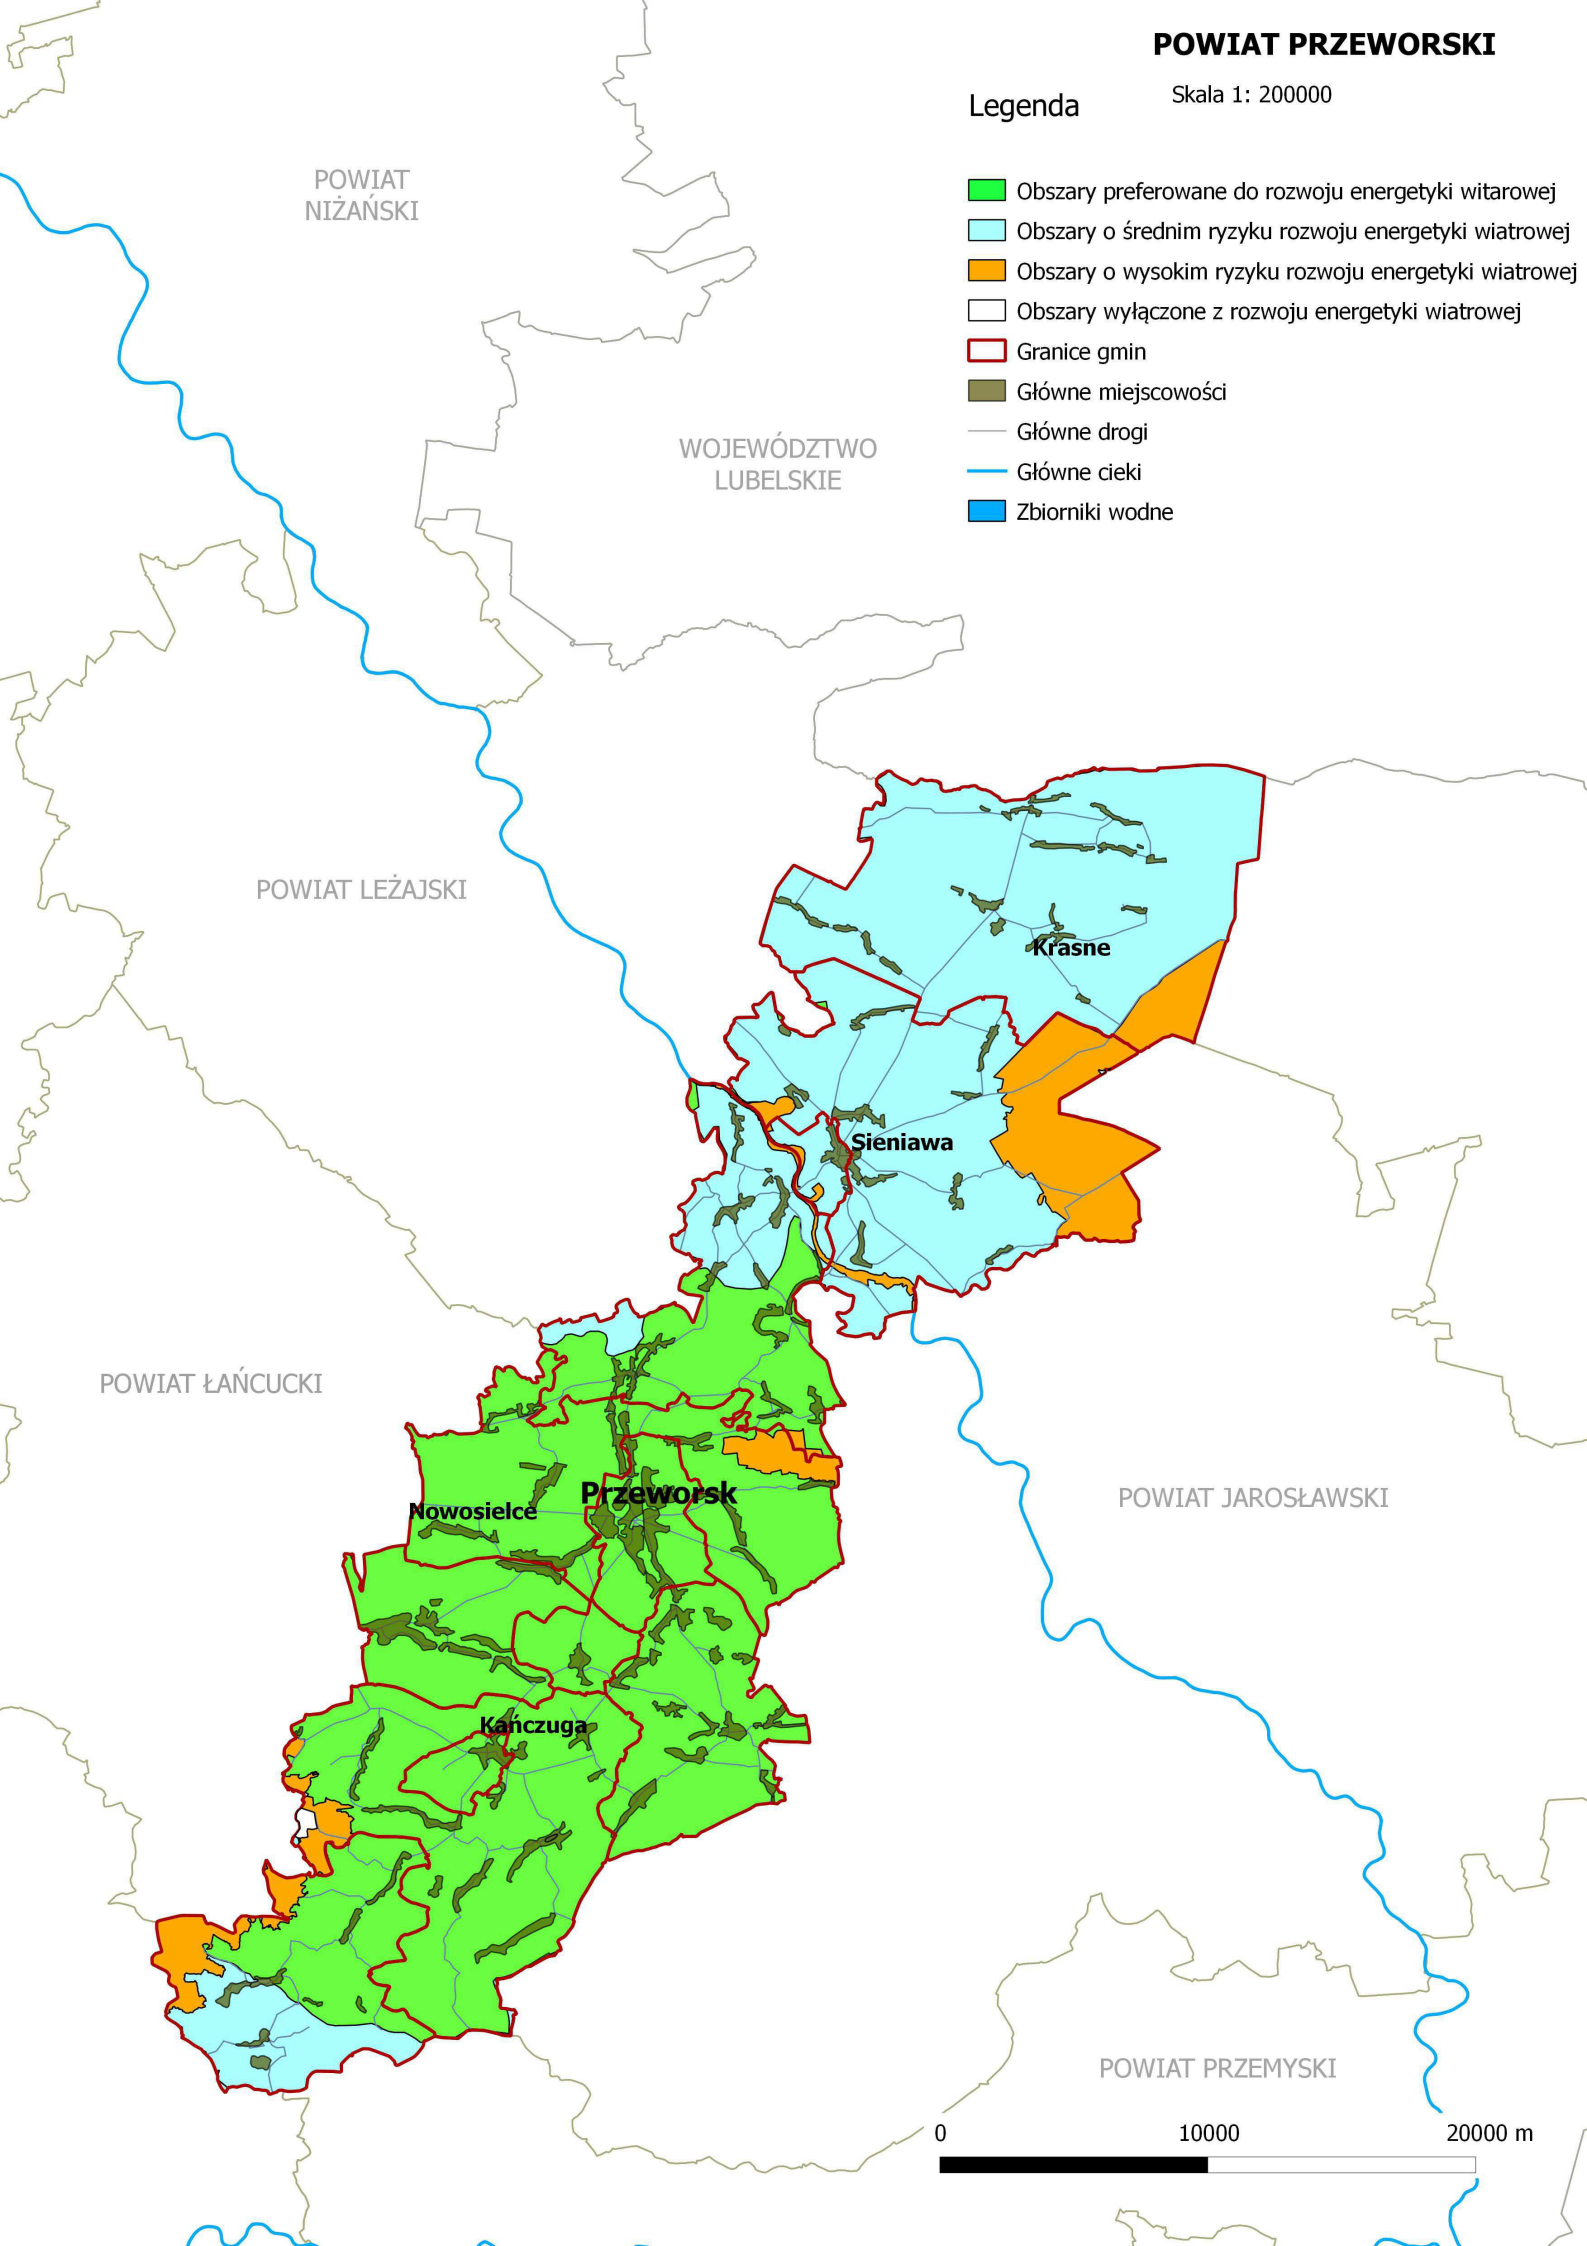 POWIAT PRZEWORSKI
Skala 1: 200000
Legenda
Obszary preferowane do rozwoju energetyki witarowej
Obszary o średnim ryzyku rozwoju energetyki wiatrowej
Obszary o wysokim ryzyku rozwoju energetyki wiatrowej
Obszary wyłączone z rozwoju energetyki wiatrowej
Granice gmin
Główne miejscowości
Główne drogi
Główne cieki
Zbiorniki wodne
POWIAT
NIŻAŃSKI
WOJEWÓDZTWO
LUBELSKIE
POWIAT LEŻAJSKI
Krasne
Sieniawa
POWIAT ŁAŃCUCKI
Przeworsk
Nowosielce
POWIAT JAROSŁAWSKI
Kańczuga
POWIAT PRZEMYSKI
0 10000 20000 m